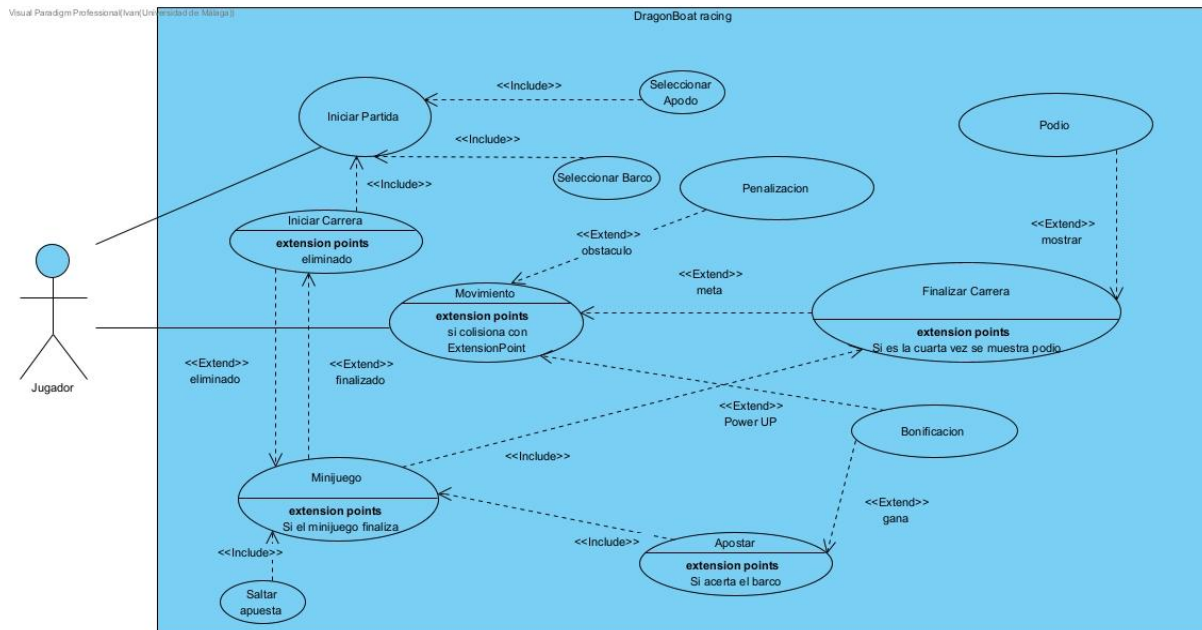 Visual Paradigm Professional(Ivan(Universidad de Málaga))
DragonBoat racing
<<Include>>
Seleccionar
Apodo
Iniciar Partida
Podio
<<Include>>
Seleccionar Barco
<<Include>>
Penalizacion
Iniciar Carrera
extension points
eliminado
<<Extend>>
obstaculo
<<Extend>>
mostrar
<<Extend>>
meta
Movimiento
extension points
si colisiona con
ExtensionPoint
Finalizar Carrera
extension points
Si es la cuarta vez se muestra podio
Jugador
<<Extend>>
eliminado
<<Extend>>
finalizado
<<Extend>>
Power UP
Bonificacion
<<Include>>
Minijuego
extension points
Si el minijuego finaliza
<<Extend>>
gana
<<Include>>
Apostar
extension points
Si acerta el barco
<<Include>>
Saltar
apuesta